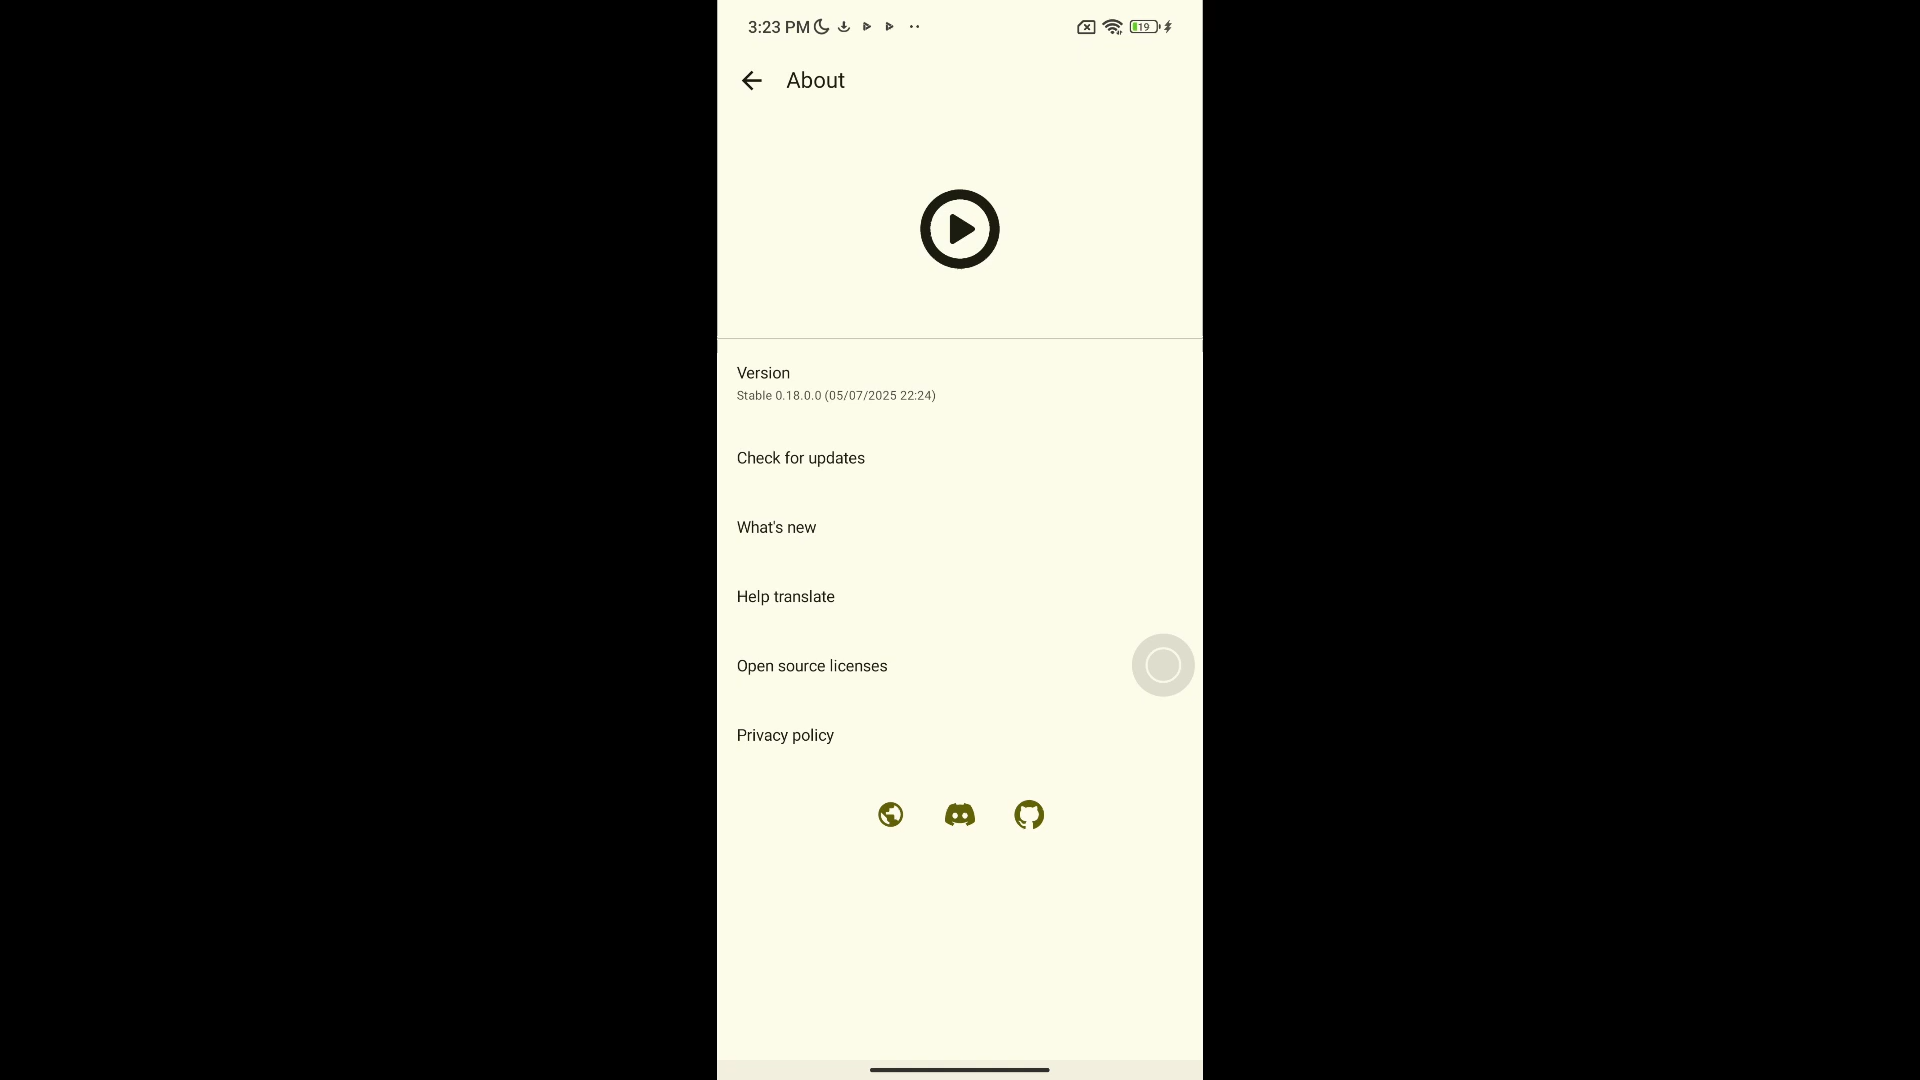 3:23 PM
19
About
Version
Stable 0.18.0.0 (05/07/2025 22:24)
Check for updates
What's new
Help translate
Open source licenses
Privacy policy